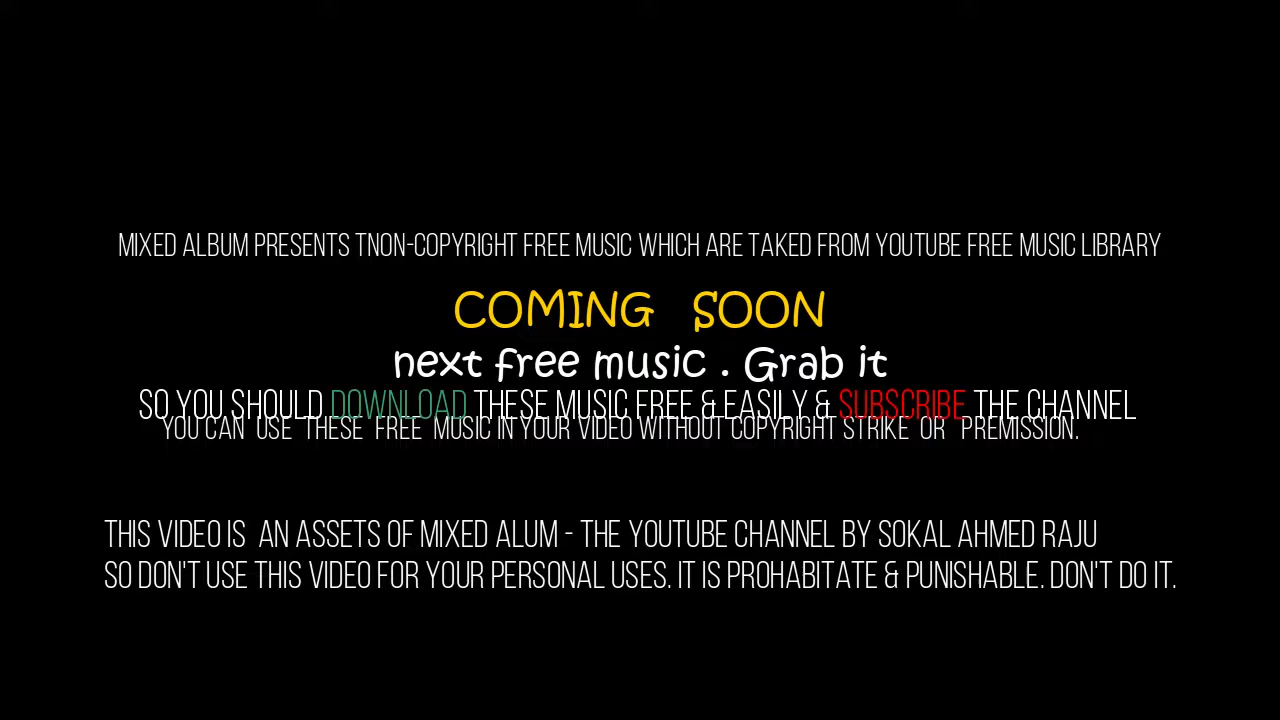 MIXED ALBUM PRESENTS TNON-COPYRIGHT FREE MUSIC WHICH ARE TAKED FROM YOUTUBE FREE MUSIC LIBRARY
COMING SOON
next free music . Grab it
SO YOU SHOULD DOWNLOAD THESE MUSIC FREE & EASILY & SUBSCRIBE THE CHANNEL
YOU CAN USE THESE FREE MUSIC IN YOUR VIDEO WITHOUT COPYRIGHT STRIKE OR PREMISSION.
THIS VIDEO IS AN ASSETS OF MIXED ALUM - THE YOUTUBE CHANNEL BY SOKAL AHMED RAJU
SO DON'T USE THIS VIDEO FOR YOUR PERSONAL USES. IT IS PROHABITATE & PUNISHABLE. DON'T DO IT.